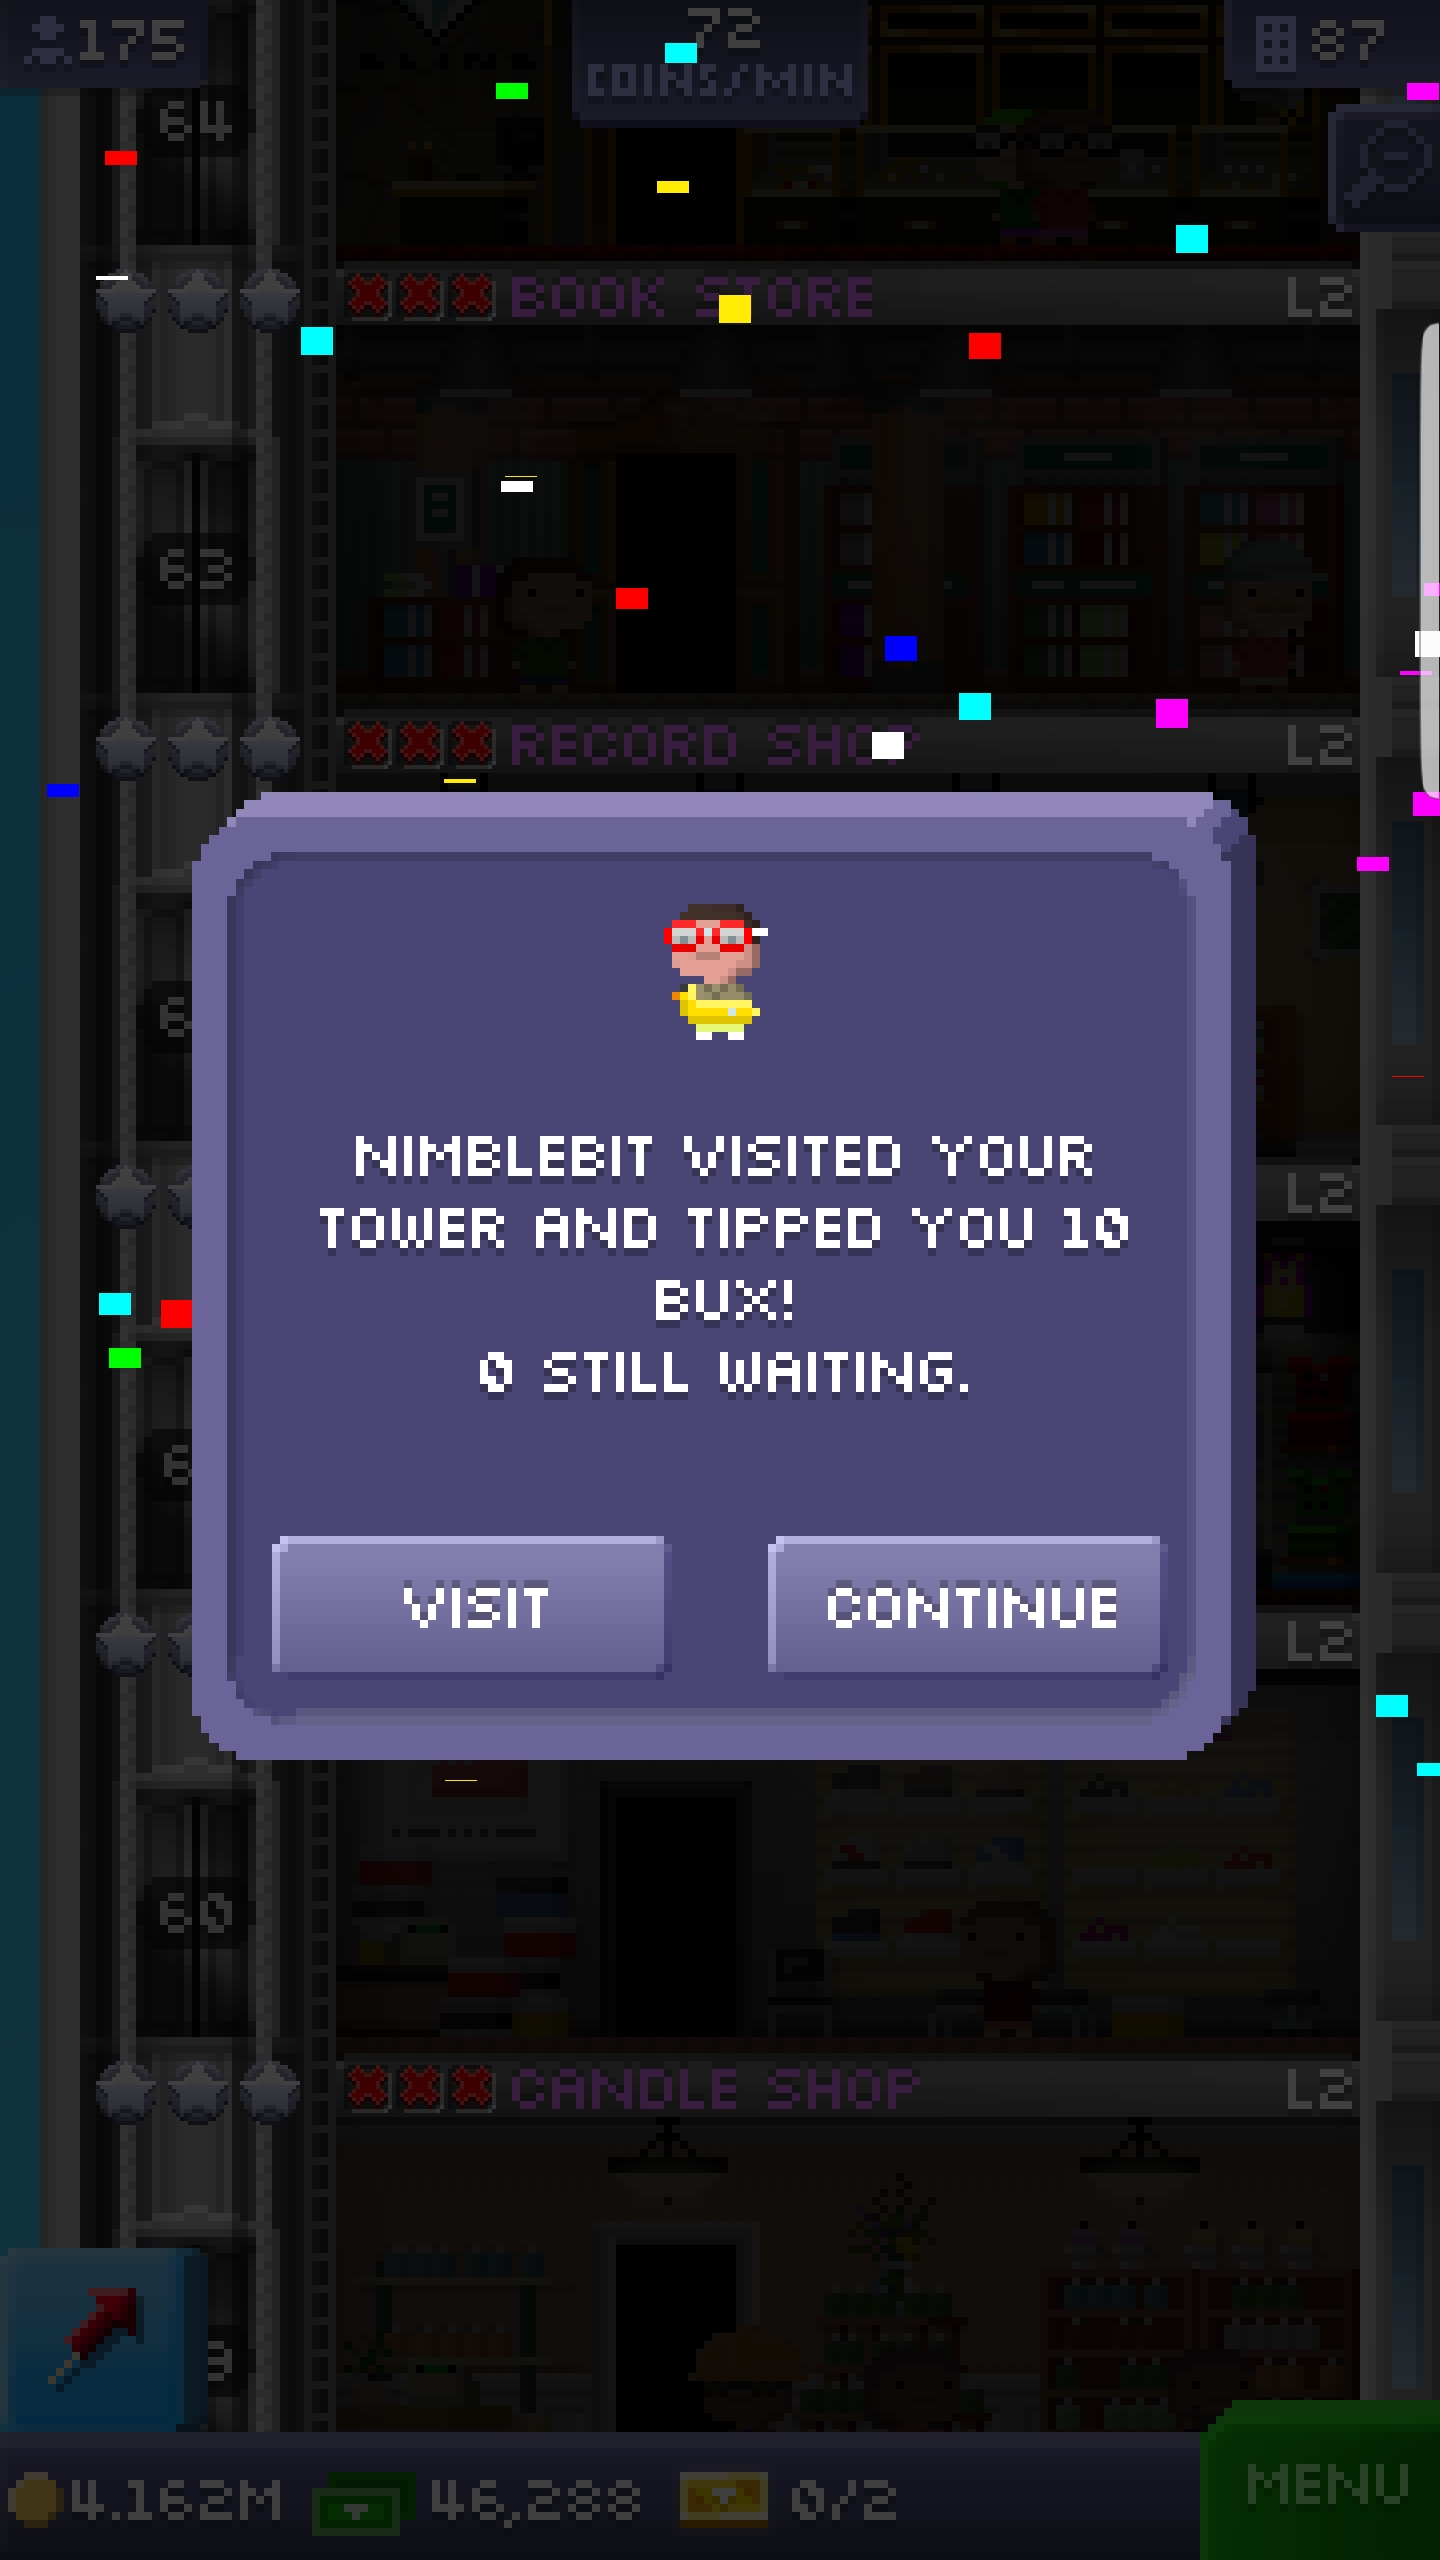 175
72
COINS/MIN
87
64
BOOK STORE L2
63
RECORD SHOP L2
NIMBLEBIT VISITED YOUR
TOWER AND TIPPED YOU 10
BUX!
0 STILL WAITING.
L2
VISIT
CONTINUE
L2
60
CANDLE SHOP L2
4.162M
46,288
0/2
MENU